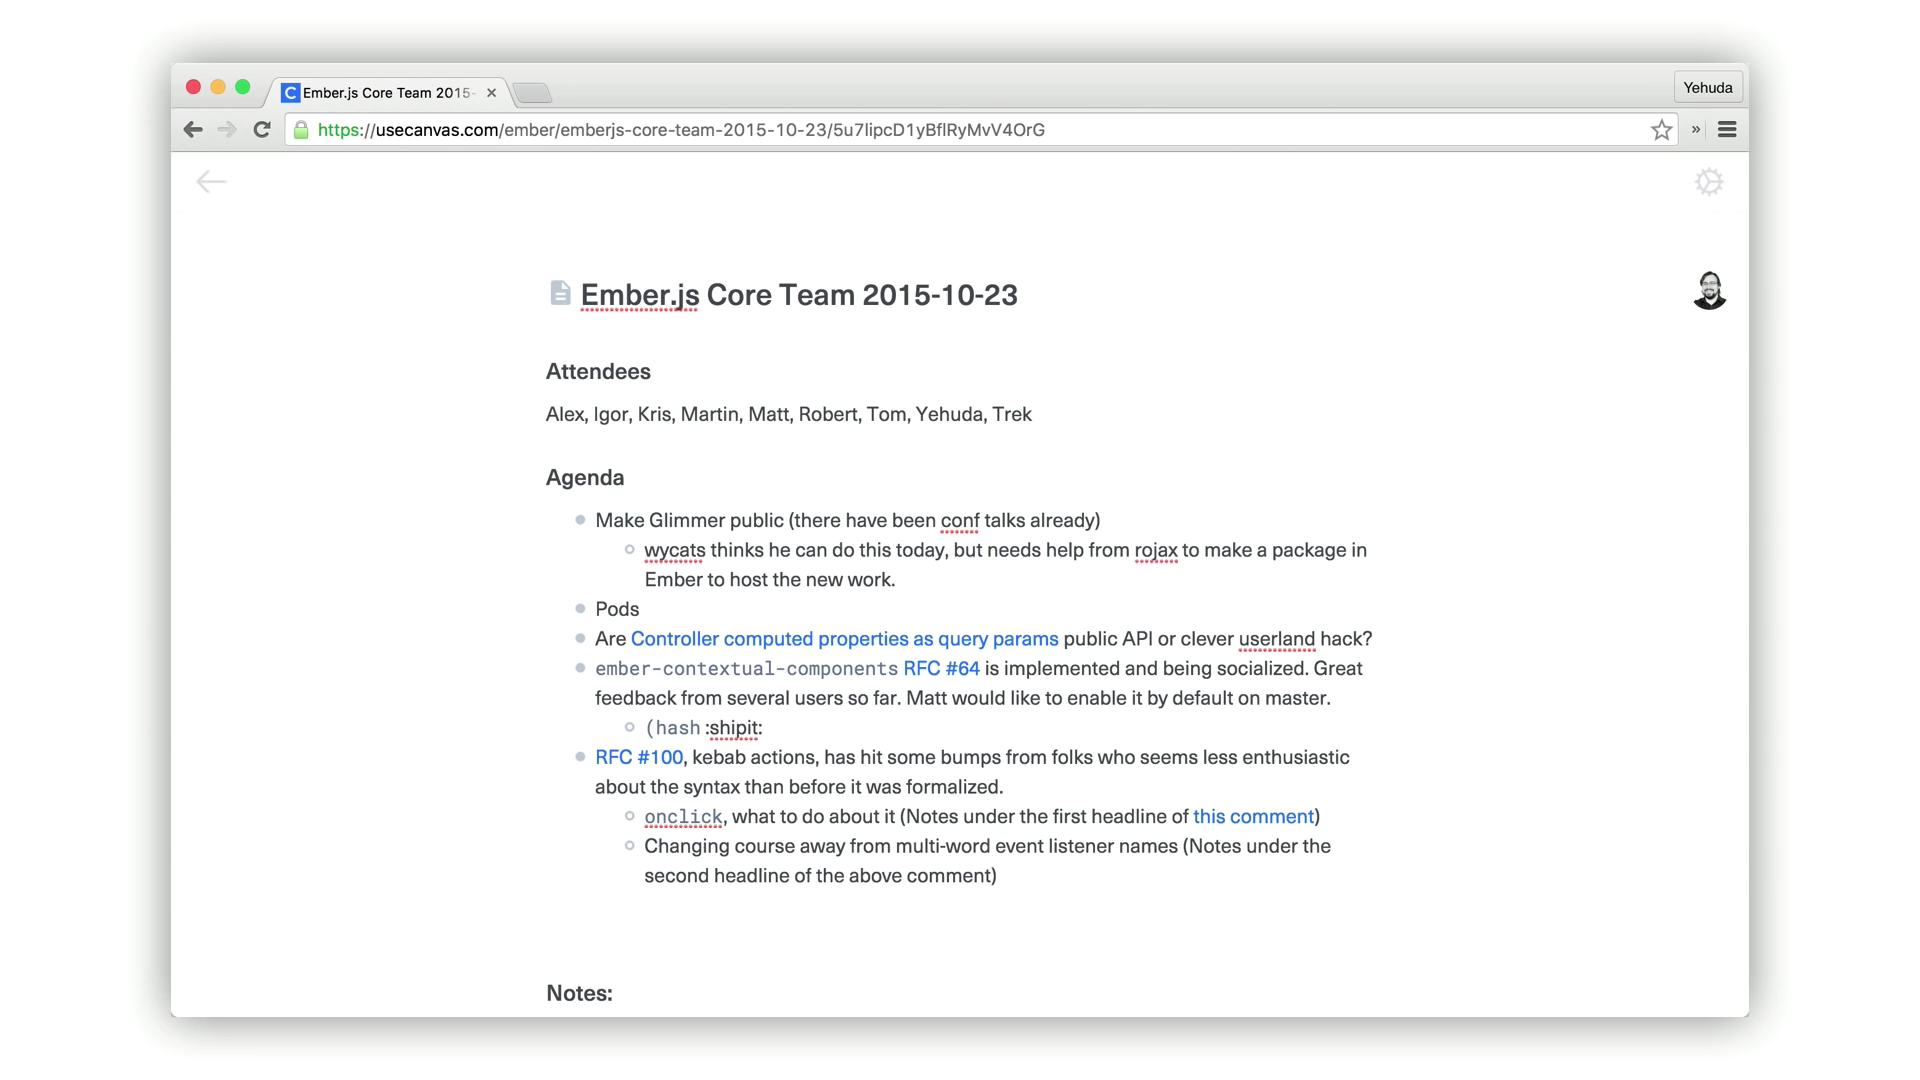 Ember.js Core Team 2015-
Yehuda
https://usecanvas.com/ember/emberjs-core-team-2015-10-23/5u7lipcD1yBflRyMvV4OrG
Ember.js Core Team 2015-10-23
Attendees
Alex, Igor, Kris, Martin, Matt, Robert, Tom, Yehuda, Trek
Agenda
Make Glimmer public (there have been conf talks already)
wycats thinks he can do this today, but needs help from rojax to make a package in
Ember to host the new work.
Pods
Are Controller computed properties as query params public API or clever userland hack?
ember-contextual-components RFC #64 is implemented and being socialized. Great
feedback from several users so far. Matt would like to enable it by default on master.
(hash :shipit:
RFC #100, kebab actions, has hit some bumps from folks who seems less enthusiastic
about the syntax than before it was formalized.
onclick, what to do about it (Notes under the first headline of this comment)
Changing course away from multi-word event listener names (Notes under the
second headline of the above comment)
Notes: